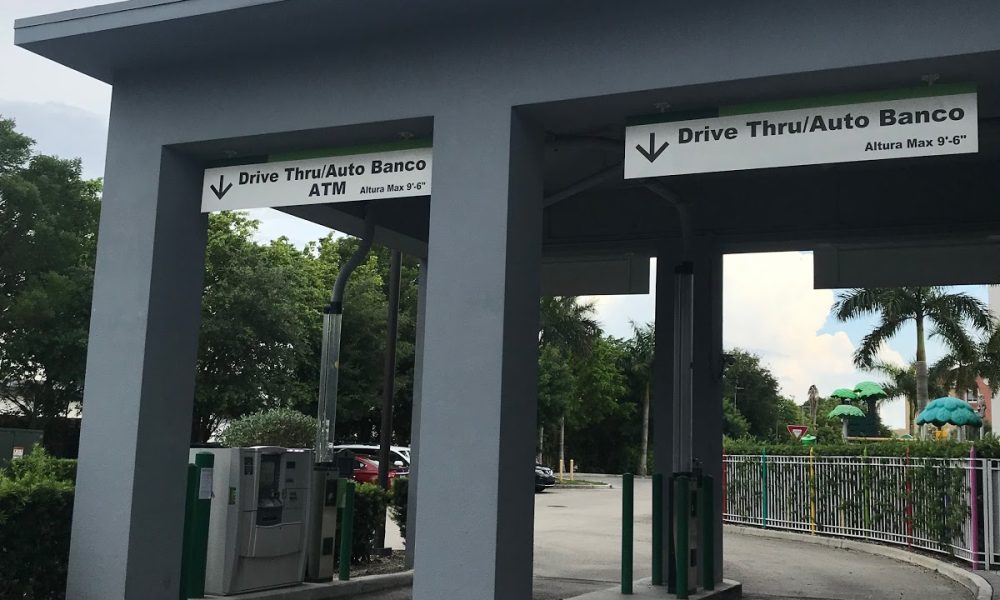 Drive Thru/Auto Banco
ATM Altura Max 9'-6"
Drive Thru/Auto Banco
Altura Max 9'-6"